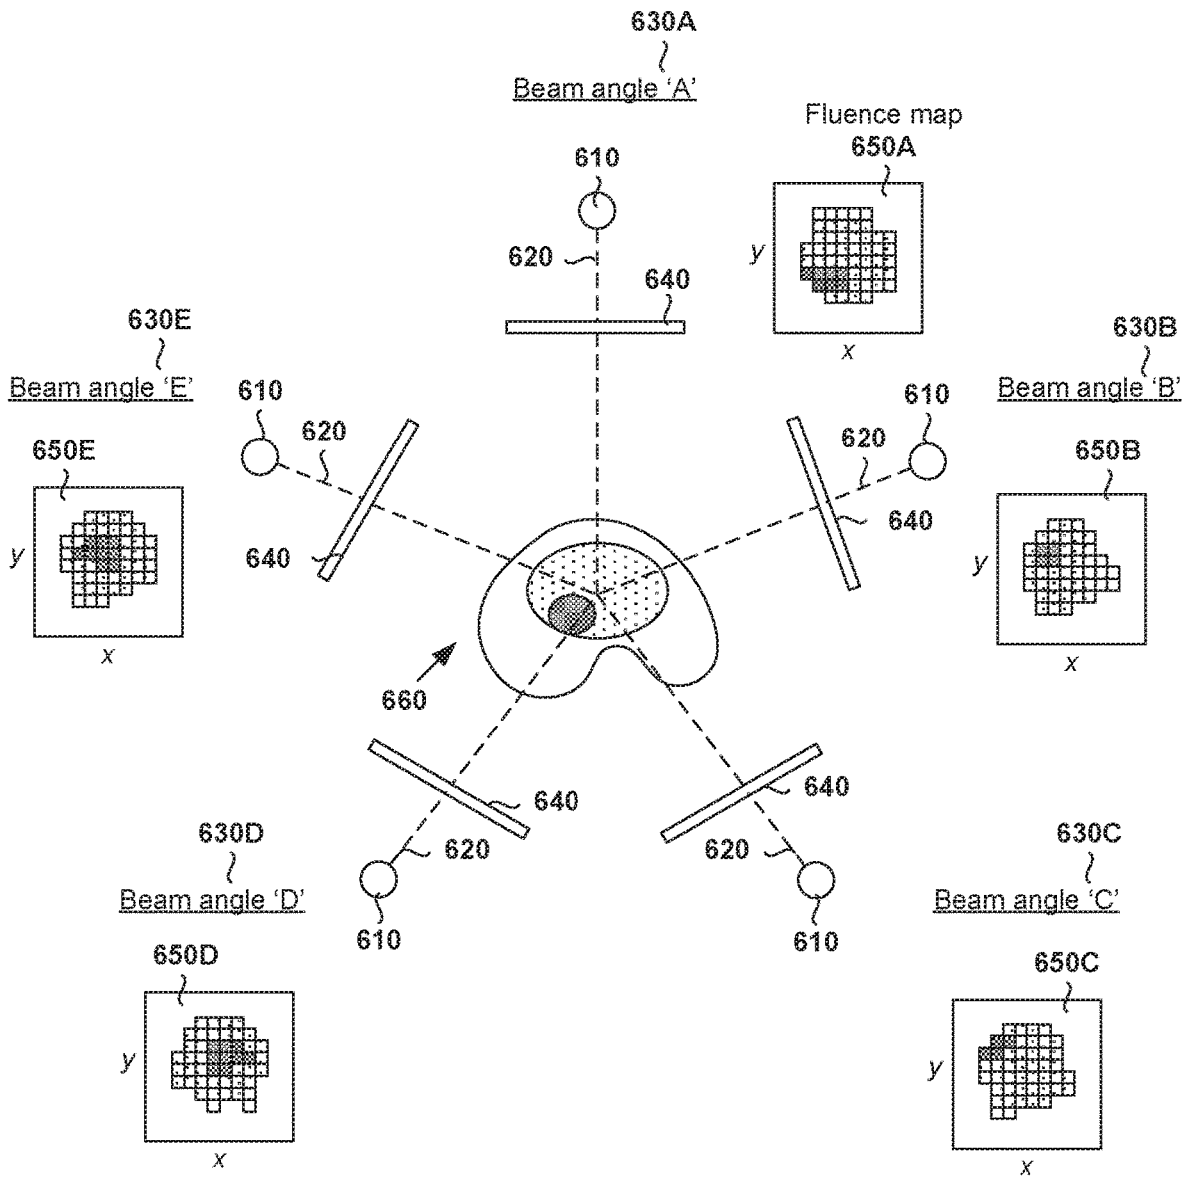 630A
Beam angle ‘A’
Fluence map
650A
610
y
620
640
x
630E
Beam angle ‘E’
630B
Beam angle ‘B’
610
620
650E
y
640
x
610
620
650B
640
y
x
660
640
620
610
640
620
610
630D
Beam angle ‘D’
650D
y
x
630C
Beam angle ‘C’
650C
y
x